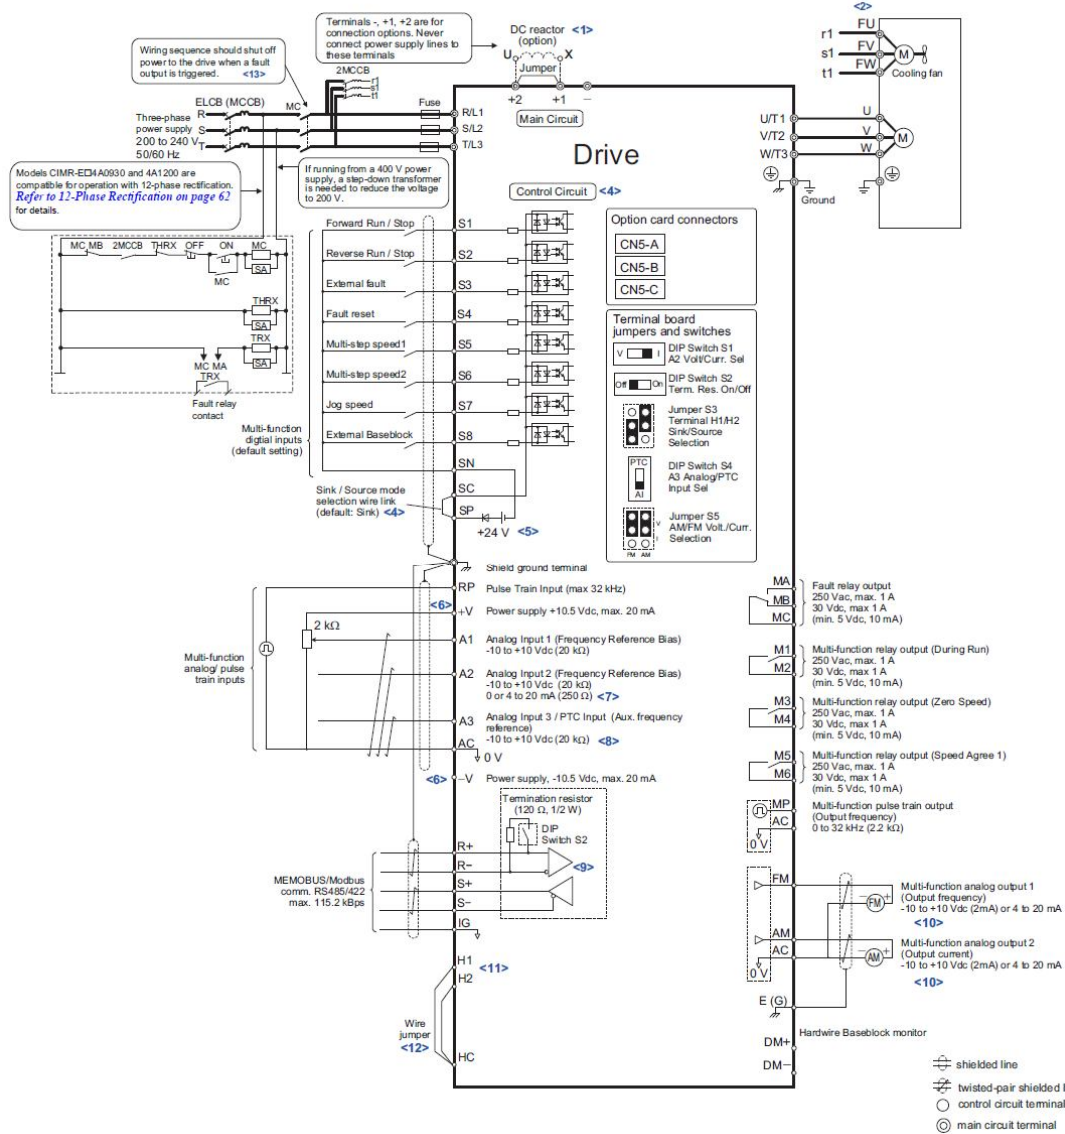 Terminals -, +1, +2 are for
connection options. Never
connect power supply lines to
these terminals
DC reactor <1>
(option)
U X
Jumper
+2 +1 −
Main Circuit
<2>
FU
r1
FV
s1
FW
t1
M
Cooling fan
Wiring sequence should shut off
power to the drive when a fault
output is triggered. <13>
2MCCB
r1
s1
t1
ELCB (MCCB)
MC
Fuse
R
R/L1
Three-phase
power supply
200 to 240 V
50/60 Hz
S
S/L2
T
T/L3
Drive
U/T1 U
V/T2 V
W/T3 W
M
Ground
Models CIMR-E□4A0930 and 4A1200 are
compatible for operation with 12-phase rectification.
Refer to 12-Phase Rectification on page 62
for details.
If running from a 400 V power
supply, a step-down transformer
is needed to reduce the voltage
to 200 V.
Control Circuit <4>
MC MB 2MCCB THRX OFF ON MC
SA
MC
THRX
SA
TRX
SA
MC MA
TRX
Fault relay
contact
Forward Run / Stop S1
Reverse Run / Stop S2
External fault S3
Fault reset S4
Multi-step speed1 S5
Multi-step speed2 S6
Jog speed S7
External Baseblock S8
Multi-function
digtial inputs
(default setting)
SN
SC
SP
Sink / Source mode
selection wire link
(default: Sink) <4>
+24 V <5>
Option card connectors
CN5-A
CN5-B
CN5-C
Terminal board
jumpers and switches
V I
DIP Switch S1
A2 Volt/Curr. Sel
Off On
DIP Switch S2
Term. Res. On/Off
Jumper S3
Terminal H1/H2
Sink/Source
Selection
PTC
AI
DIP Switch S4
A3 Analog/PTC
Input Sel
V
I
FM AM
Jumper S5
AM/FM Volt./Curr.
Selection
Shield ground terminal
RP Pulse Train Input (max 32 kHz)
<6>
+V Power supply +10.5 Vdc, max. 20 mA
2 kΩ
A1 Analog Input 1 (Frequency Reference Bias)
-10 to +10 Vdc (20 kΩ)
Multi-function
analog/ pulse
train inputs
A2 Analog Input 2 (Frequency Reference Bias)
-10 to +10 Vdc (20 kΩ)
0 or 4 to 20 mA (250 Ω) <7>
A3 Analog Input 3 / PTC Input (Aux. frequency
reference)
-10 to +10 Vdc (20 kΩ) <8>
AC
0 V
<6>
−V Power supply, -10.5 Vdc, max. 20 mA
Termination resistor
(120 Ω, 1/2 W)
DIP
Switch S2
R+
R−
<9>
S+
S−
IG
MEMOBUS/Modbus
comm. RS485/422
max. 115.2 kBps
H1
<11>
H2
Wire
jumper
<12>
HC
MA
MB
MC
Fault relay output
250 Vac, max. 1 A
30 Vdc, max 1 A
(min. 5 Vdc, 10 mA)
M1
M2
Multi-function relay output (During Run)
250 Vac, max. 1 A
30 Vdc, max 1 A
(min. 5 Vdc, 10 mA)
M3
M4
Multi-function relay output (Zero Speed)
250 Vac, max. 1 A
30 Vdc, max 1 A
(min. 5 Vdc, 10 mA)
M5
M6
Multi-function relay output (Speed Agree 1)
250 Vac, max. 1 A
30 Vdc, max 1 A
(min. 5 Vdc, 10 mA)
MP
AC
0 V
Multi-function pulse train output
(Output frequency)
0 to 32 kHz (2.2 kΩ)
FM
− FM +
Multi-function analog output 1
(Output frequency)
-10 to +10 Vdc (2mA) or 4 to 20 mA
<10>
AM
AC
0 V
− AM +
Multi-function analog output 2
(Output current)
-10 to +10 Vdc (2mA) or 4 to 20 mA
<10>
E (G)
Hardwire Baseblock monitor
DM+
DM−
shielded line
twisted-pair shielded l
control circuit terminal
main circuit terminal